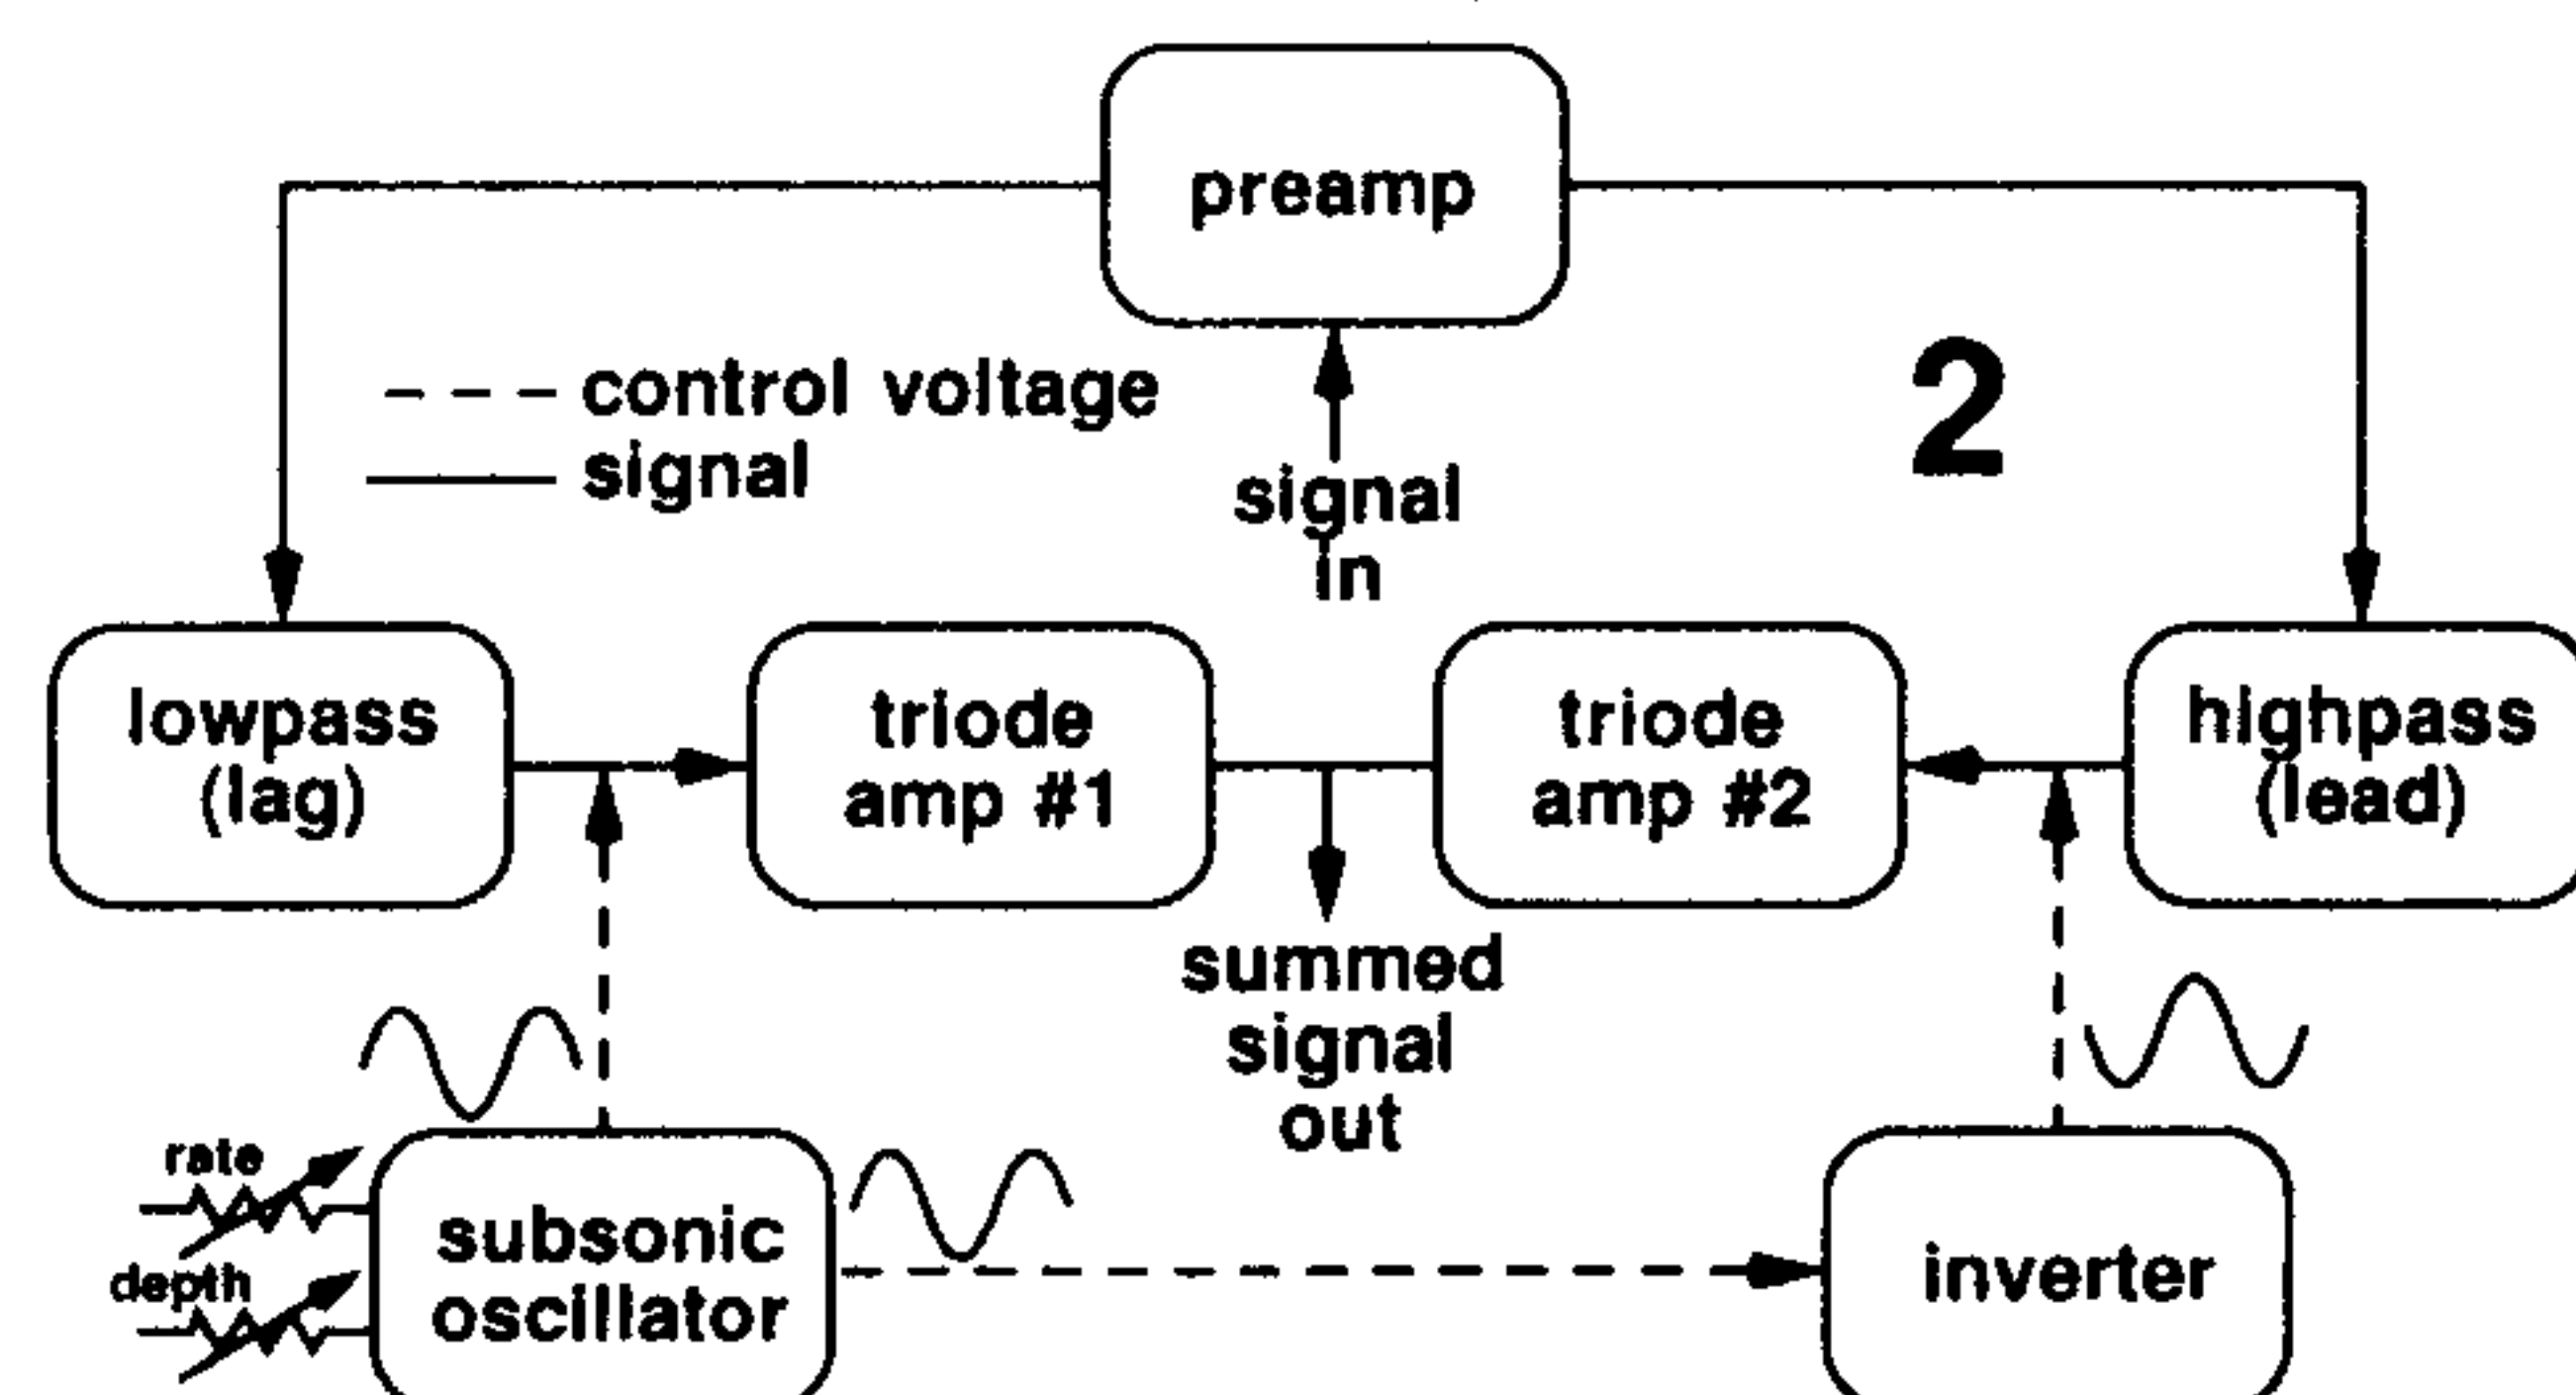 preamp
control voltage
signal
2
signal
in
lowpass
(lag)
triode
amp #1
triode
amp #2
highpass
(lead)
summed
signal
out
rate
depth
subsonic
oscillator
inverter